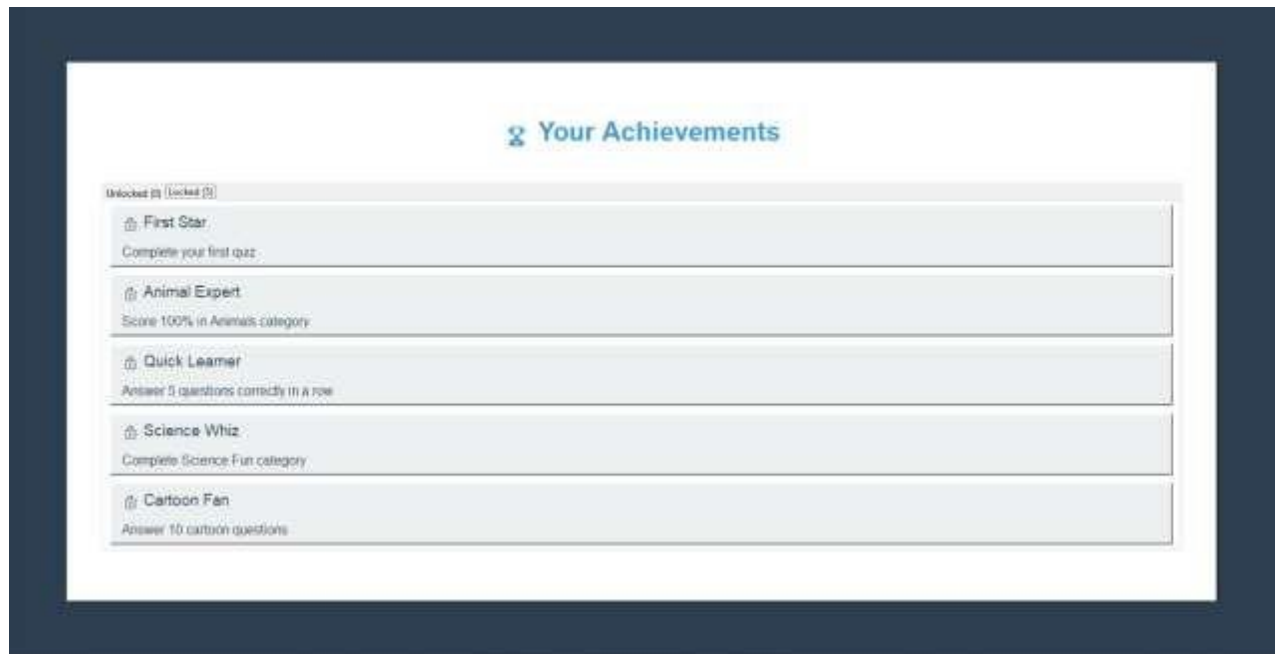 Your Achievements
Unlocked (0) Locked (5)
First Star
Complete your first quiz
Animal Expert
Score 100% in Animals category
Quick Learner
Answer 5 questions correctly in a row
Science Whiz
Complete Science Fun category
Cartoon Fan
Answer 10 cartoon questions